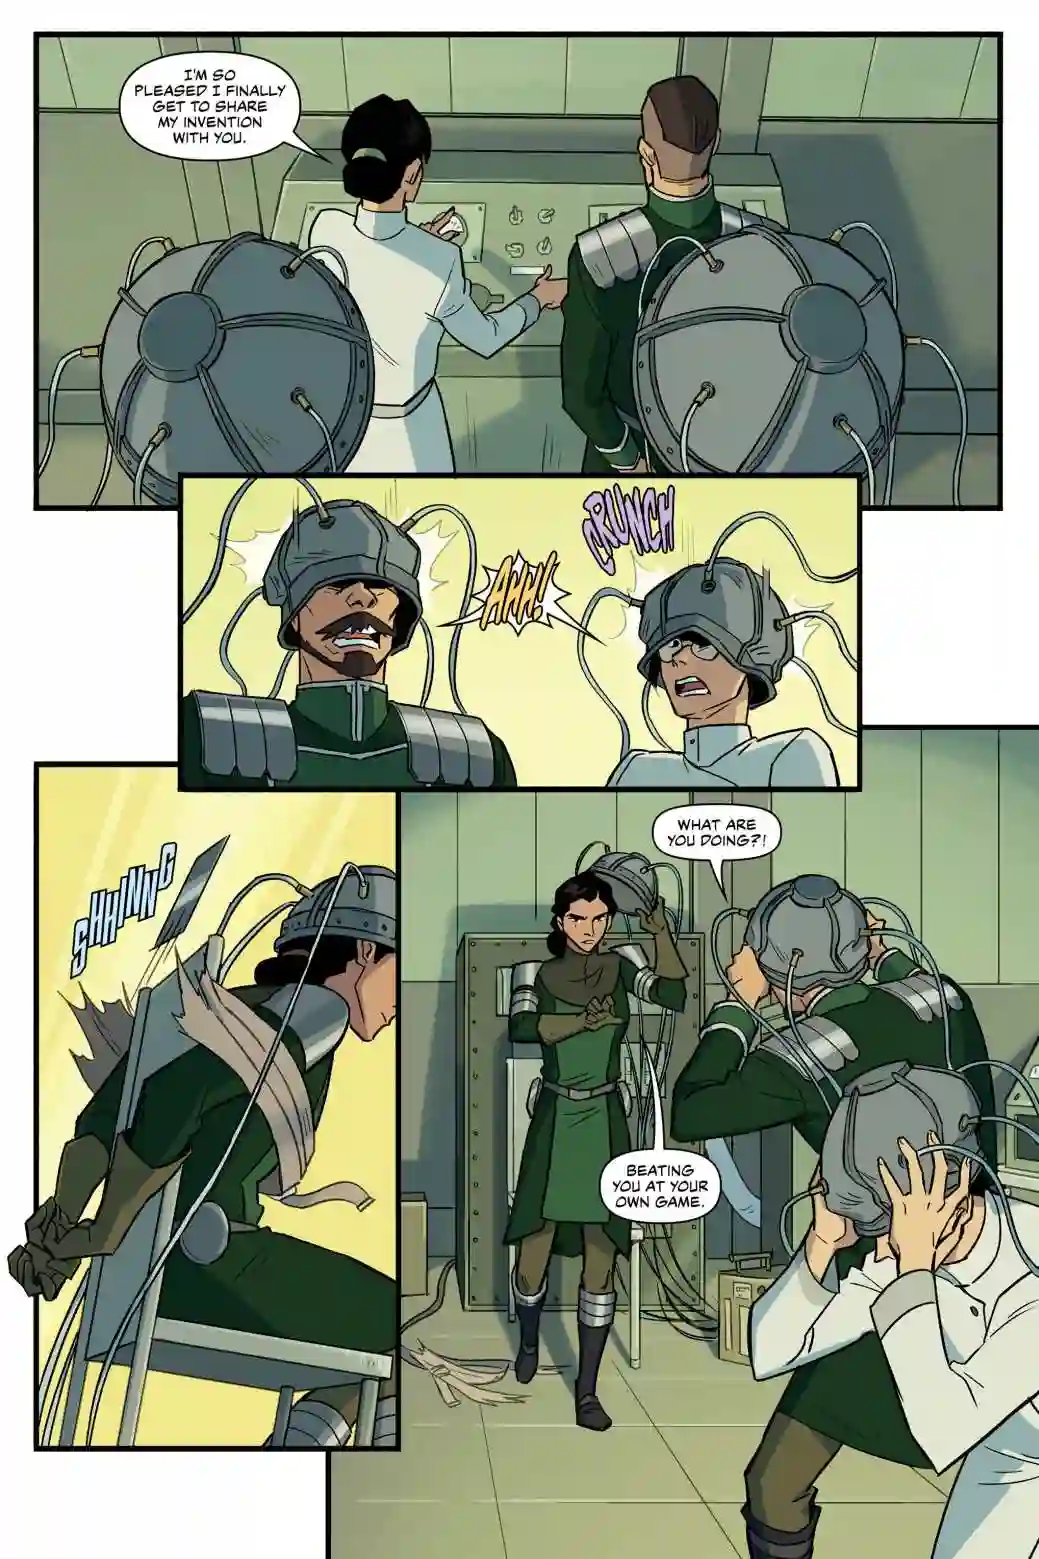 I'M SO
PLEASED I FINALLY
GET TO SHARE
MY INVENTION
WITH YOU.
AHH!
CRUNCH
SHHINNG
WHAT ARE
YOU DOING?!
BEATING
YOU AT YOUR
OWN GAME.